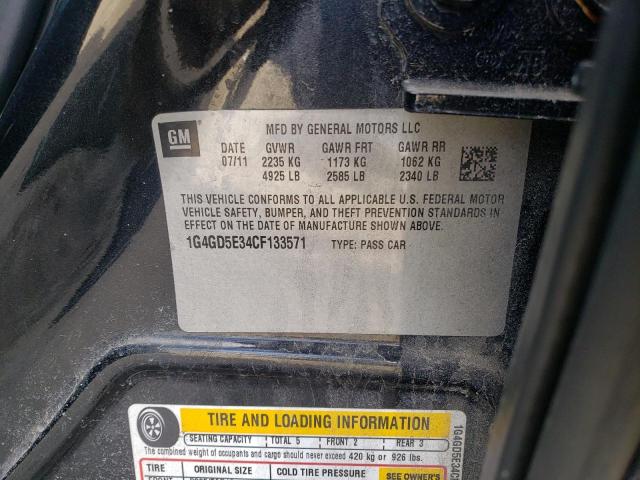 GM
MFD BY GENERAL MOTORS LLC
DATE GVWR GAWR FRT GAWR RR
07/11 2235 KG 1173 KG 1062 KG
4925 LB 2585 LB 2340 LB
THIS VEHICLE CONFORMS TO ALL APPLICABLE U.S. FEDERAL MOTOR
VEHICLE SAFETY, BUMPER, AND THEFT PREVENTION STANDARDS IN
EFFECT ON THE DATE OF MANUFACTURE SHOWN ABOVE.
1G4GD5E34CF133571 TYPE: PASS CAR
TIRE AND LOADING INFORMATION
SEATING CAPACITY TOTAL 5 FRONT 2 REAR 3
The combined weight of occupants and cargo should never exceed 420 kg or 926 lbs.
TIRE ORIGINAL SIZE COLD TIRE PRESSURE SEE OWNER'S
FRONT
1G4GD5E34CF